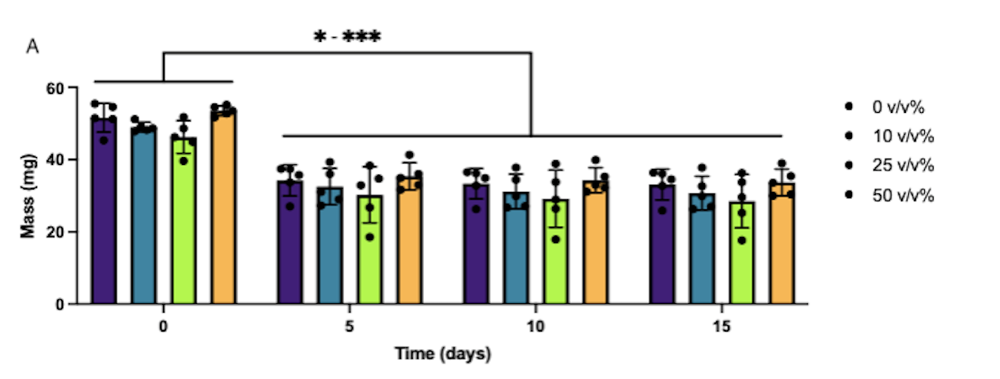 A
* - ***
Mass (mg)
60
40
20
0
0 5 10 15
Time (days)
0 v/v%
10 v/v%
25 v/v%
50 v/v%